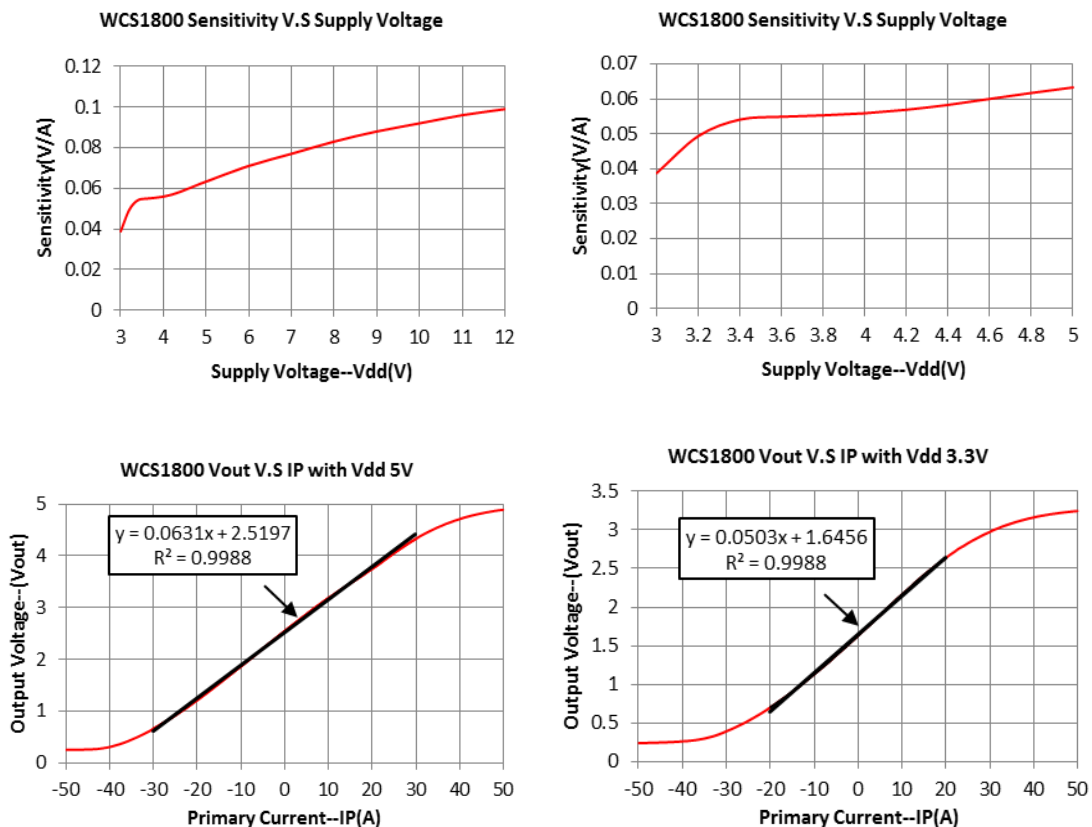 WCS1800 Sensitivity V.S Supply Voltage
Sensitivity(V/A)
0.12
0.1
0.08
0.06
0.04
0.02
0
3 4 5 6 7 8 9 10 11 12
Supply Voltage--Vdd(V)
WCS1800 Sensitivity V.S Supply Voltage
Sensitivity(V/A)
0.07
0.06
0.05
0.04
0.03
0.02
0.01
0
3 3.2 3.4 3.6 3.8 4 4.2 4.4 4.6 4.8 5
Supply Voltage--Vdd(V)
WCS1800 Vout V.S IP with Vdd 5V
Output Voltage--(Vout)
5
4
3
2
1
0
y = 0.0631x + 2.5197
R² = 0.9988
-50 -40 -30 -20 -10 0 10 20 30 40 50
Primary Current--IP(A)
WCS1800 Vout V.S IP with Vdd 3.3V
Output Voltage--(Vout)
3.5
3
2.5
2
1.5
1
0.5
0
y = 0.0503x + 1.6456
R² = 0.9988
-50 -40 -30 -20 -10 0 10 20 30 40 50
Primary Current--IP(A)